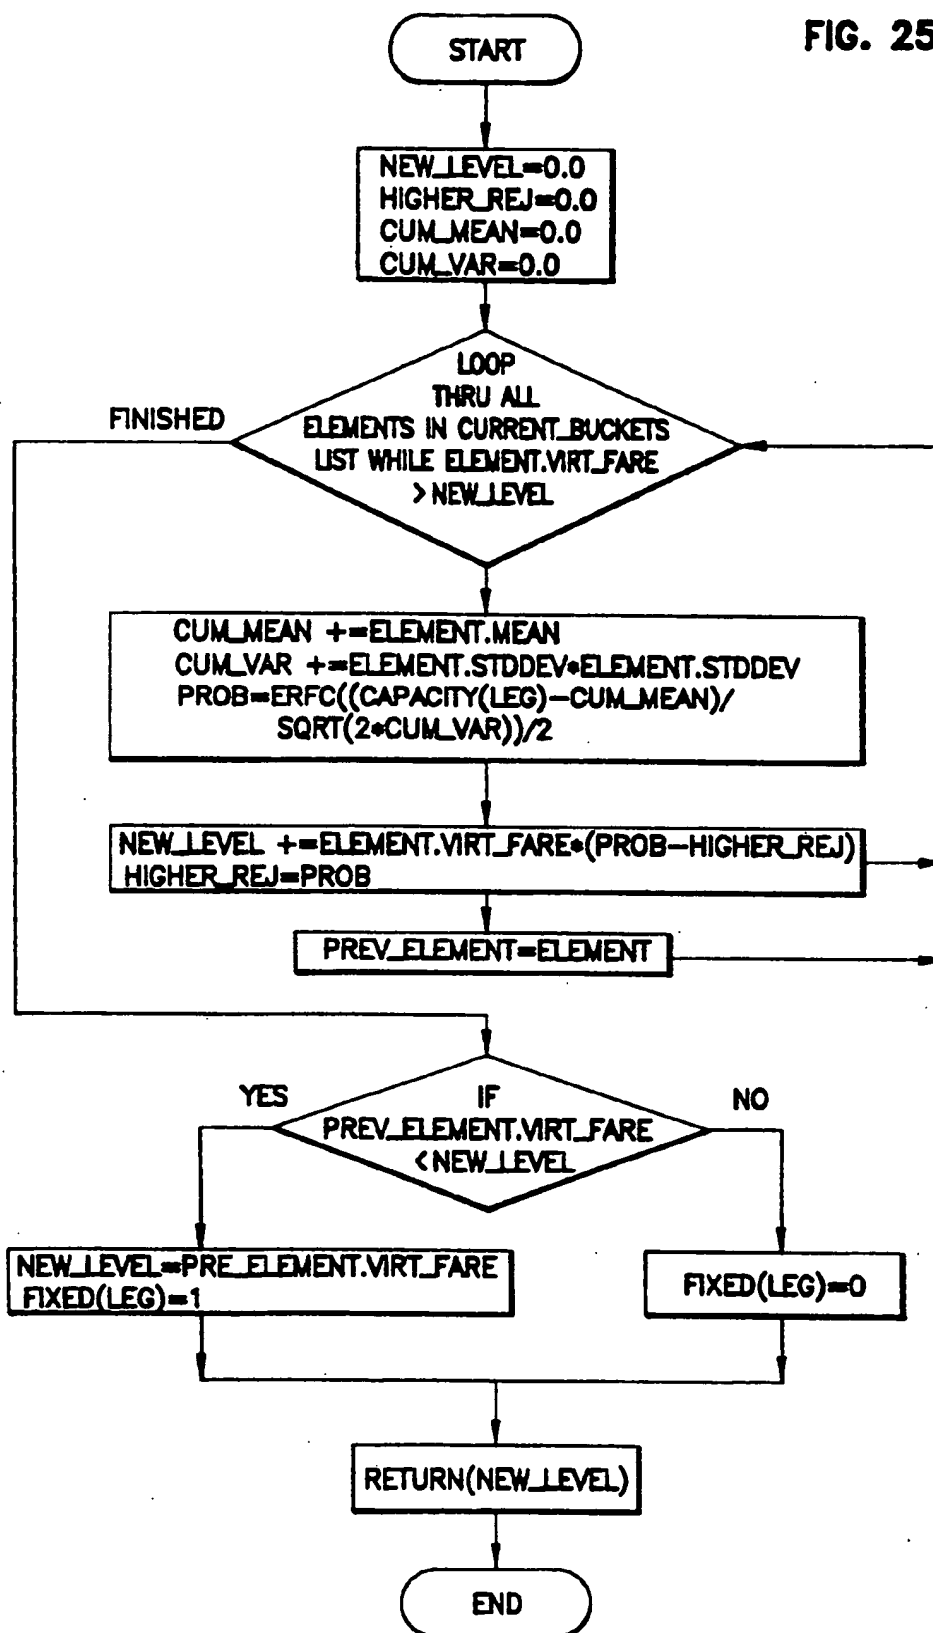 FIG. 25
START
NEW_LEVEL=0.0
HIGHER_REJ=0.0
CUM_MEAN=0.0
CUM_VAR=0.0
LOOP
THRU ALL
ELEMENTS IN CURRENT_BUCKETS
LIST WHILE ELEMENT.VIRT_FARE
>NEW_LEVEL
FINISHED
CUM_MEAN +=ELEMENT.MEAN
CUM_VAR +=ELEMENT.STDDEV*ELEMENT.STDDEV
PROB=ERFC((CAPACITY(LEG)-CUM_MEAN)/
SQRT(2*CUM_VAR))/2
NEW_LEVEL +=ELEMENT.VIRT_FARE*(PROB-HIGHER_REJ)
HIGHER_REJ=PROB
PREV_ELEMENT=ELEMENT
IF
PREV_ELEMENT.VIRT_FARE
<NEW_LEVEL
YES
NO
NEW_LEVEL=PRE_ELEMENT.VIRT_FARE
FIXED(LEG)=1
FIXED(LEG)=0
RETURN(NEW_LEVEL)
END